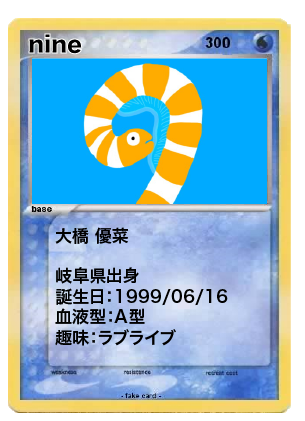 nine 300
base
大橋 優菜
岐阜県出身
誕生日:1999/06/16
血液型:A型
趣味:ラブライブ
weakness resistance retreat cost
- fake card -